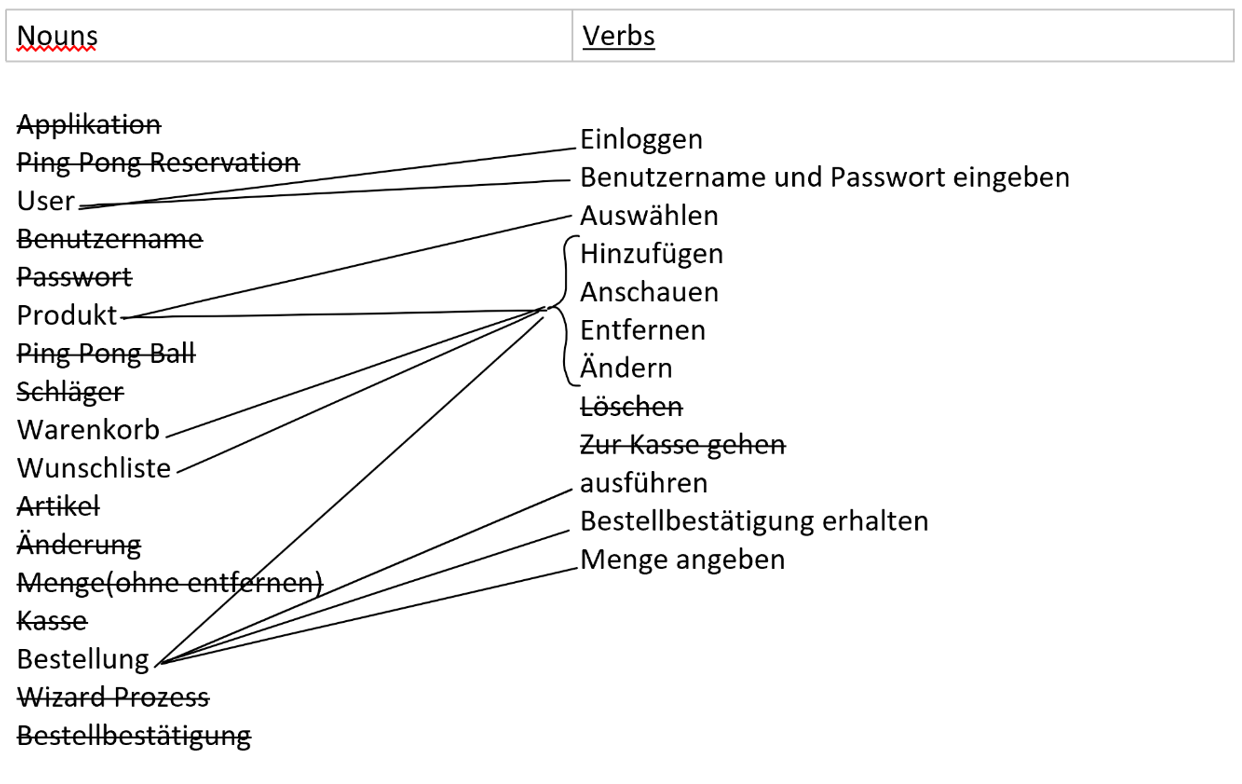 Nouns
Verbs
Applikation
Ping Pong Reservation
User
Benutzername
Passwort
Produkt
Ping Pong Ball
Schläger
Warenkorb
Wunschliste
Artikel
Änderung
Menge(ohne entfernen)
Kasse
Bestellung
Wizard Prozess
Bestellbestätigung
Einloggen
Benutzername und Passwort eingeben
Auswählen
Hinzufügen
Anschauen
Entfernen
Ändern
Löschen
Zur Kasse gehen
ausführen
Bestellbestätigung erhalten
Menge angeben